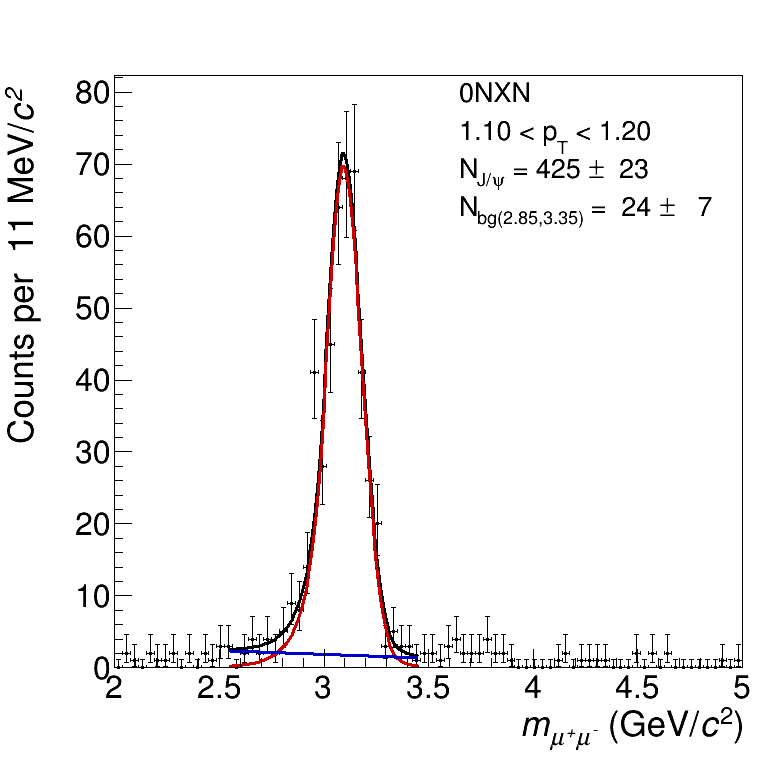 0NXN
1.10 < p_T < 1.20
N_J/ψ = 425 ± 23
N_bg(2.85,3.35) = 24 ± 7
Counts per 11 MeV/c²
80
70
60
50
40
30
20
10
0
2 2.5 3 3.5 4 4.5 5
m_μ⁺μ⁻ (GeV/c²)